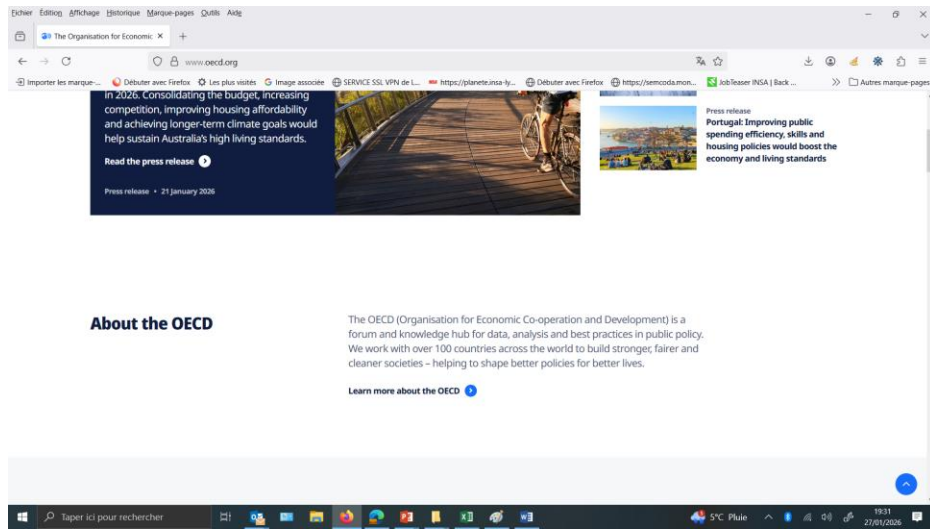 Fichier Édition Affichage Historique Marque-pages Outils Aide
The Organisation for Economic
www.oecd.org
Importer les marque-... Débuter avec Firefox Les plus visités Image associée SERVICE SSL VPN de L... https://planete.insa-ly... Débuter avec Firefox https://semcoda.mon... JobTeaser INSA | Back ... Autres marque-pages
in 2026. Consolidating the budget, increasing
competition, improving housing affordability
and achieving longer-term climate goals would
help sustain Australia's high living standards.
Read the press release
Press release • 21 January 2026
Press release
Portugal: Improving public
spending efficiency, skills and
housing policies would boost the
economy and living standards
About the OECD
The OECD (Organisation for Economic Co-operation and Development) is a
forum and knowledge hub for data, analysis and best practices in public policy.
We work with over 100 countries across the world to build stronger, fairer and
cleaner societies – helping to shape better policies for better lives.
Learn more about the OECD
Taper ici pour rechercher
5°C Pluie
19:31
27/01/2026